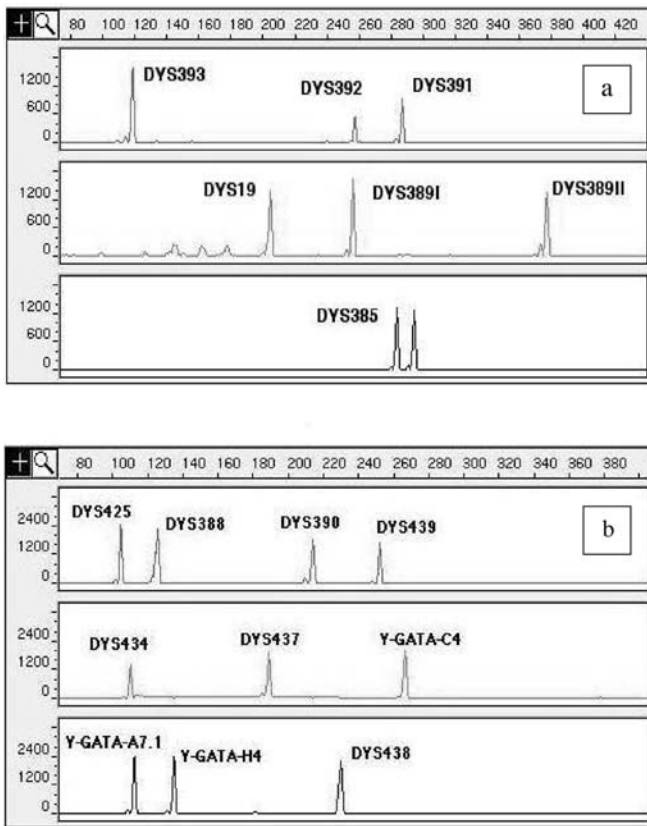 80 100 120 140 160 180 200 220 240 260 280 300 320 340 360 380 400 420
a
DYS393
DYS392
DYS391
1200
600
0
DYS19
DYS389I
DYS389II
1200
600
0
DYS385
1200
600
0
80 100 120 140 160 180 200 220 240 260 280 300 320 340 360 380
b
DYS425
DYS388
DYS390
DYS439
2400
1200
0
DYS434
DYS437
Y-GATA-C4
2400
1200
0
Y-GATA-A7.1
Y-GATA-H4
DYS438
2400
1200
0